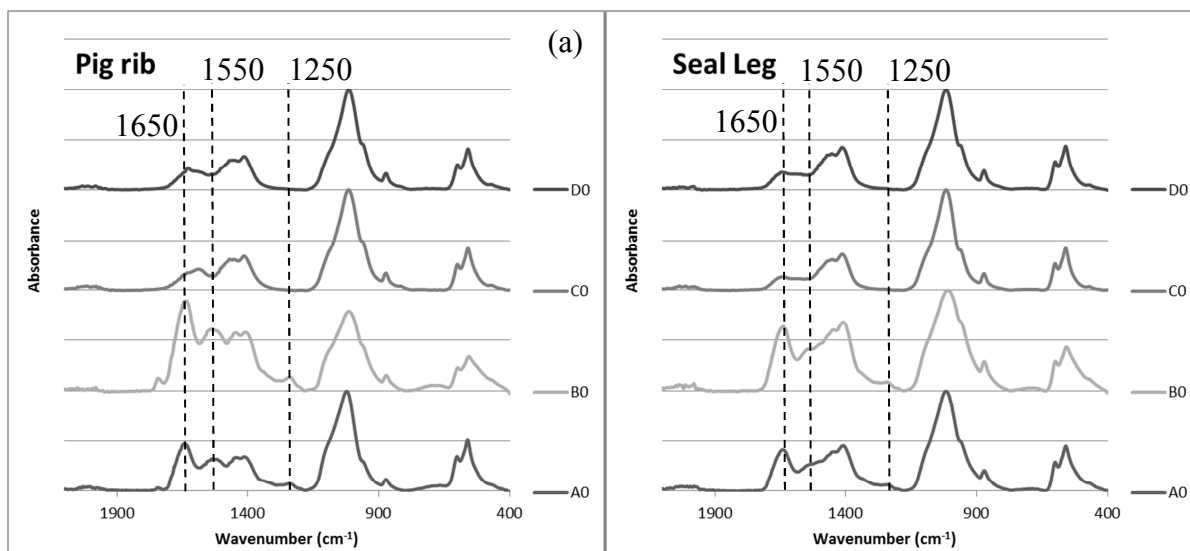 (a)
Pig rib
1550
1250
1650
D0
C0
B0
A0
Absorbance
1900
1400
900
400
Wavenumber (cm⁻¹)
Seal Leg
1550
1250
1650
D0
C0
B0
A0
Absorbance
1900
1400
900
400
Wavenumber (cm⁻¹)